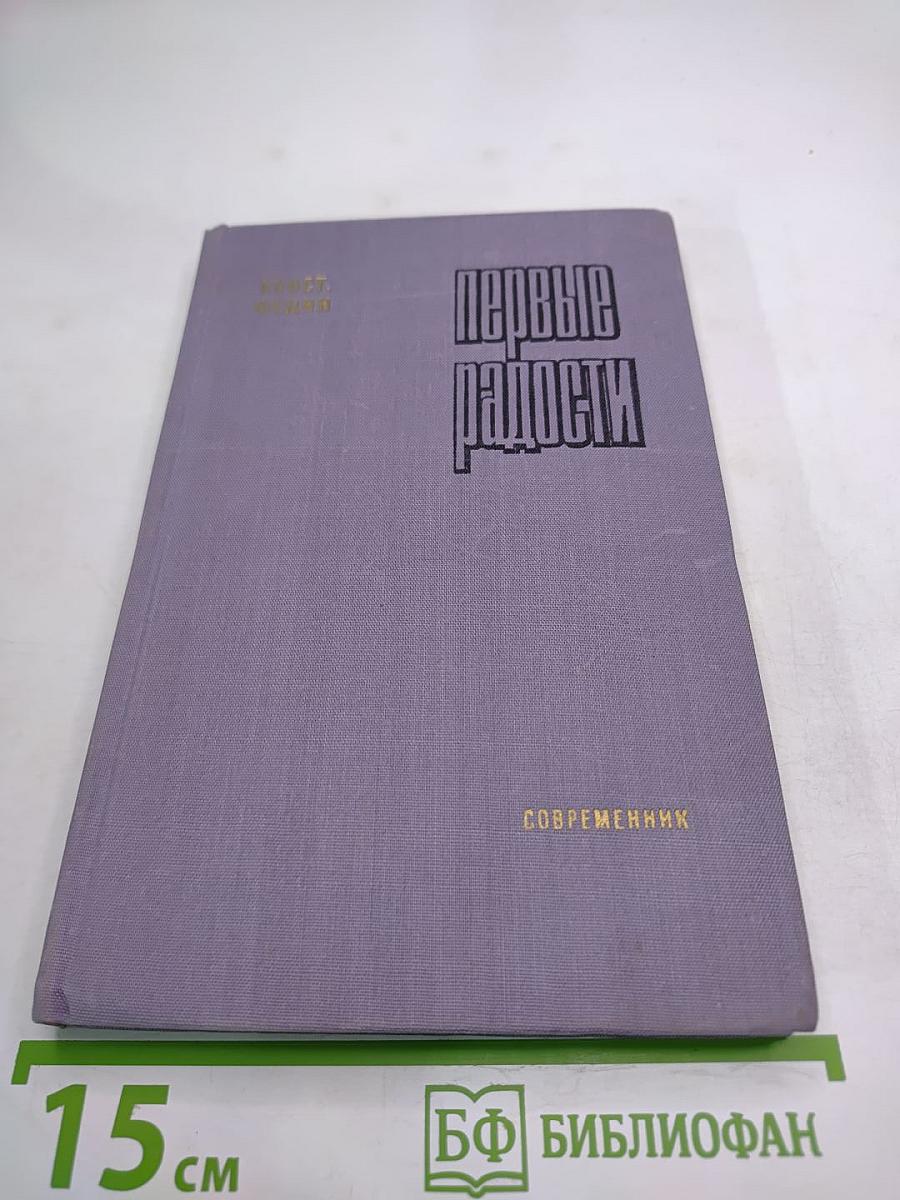 КОНСТ.
ФЕДИН
первые
радости
СОВРЕМЕННИК
15 см
БФ БИБЛИОФАН